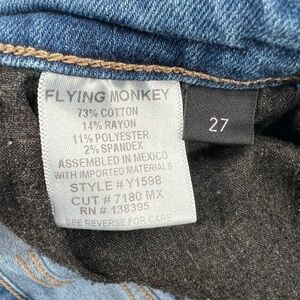 FLYING MONKEY
73% COTTON
14% RAYON
11% POLYESTER
2% SPANDEX
ASSEMBLED IN MEXICO
WITH IMPORTED MATERIALS
STYLE # Y1598
CUT # 7180 MX
RN # 138395
SEE REVERSE FOR CARE
27